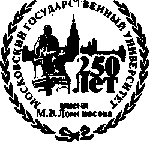 МОСКОВСКИЙ ГОСУДАРСТВЕННЫЙ УНИВЕРСИТЕТ
250
ЛЕТ
имени
М.В. Ломоносова